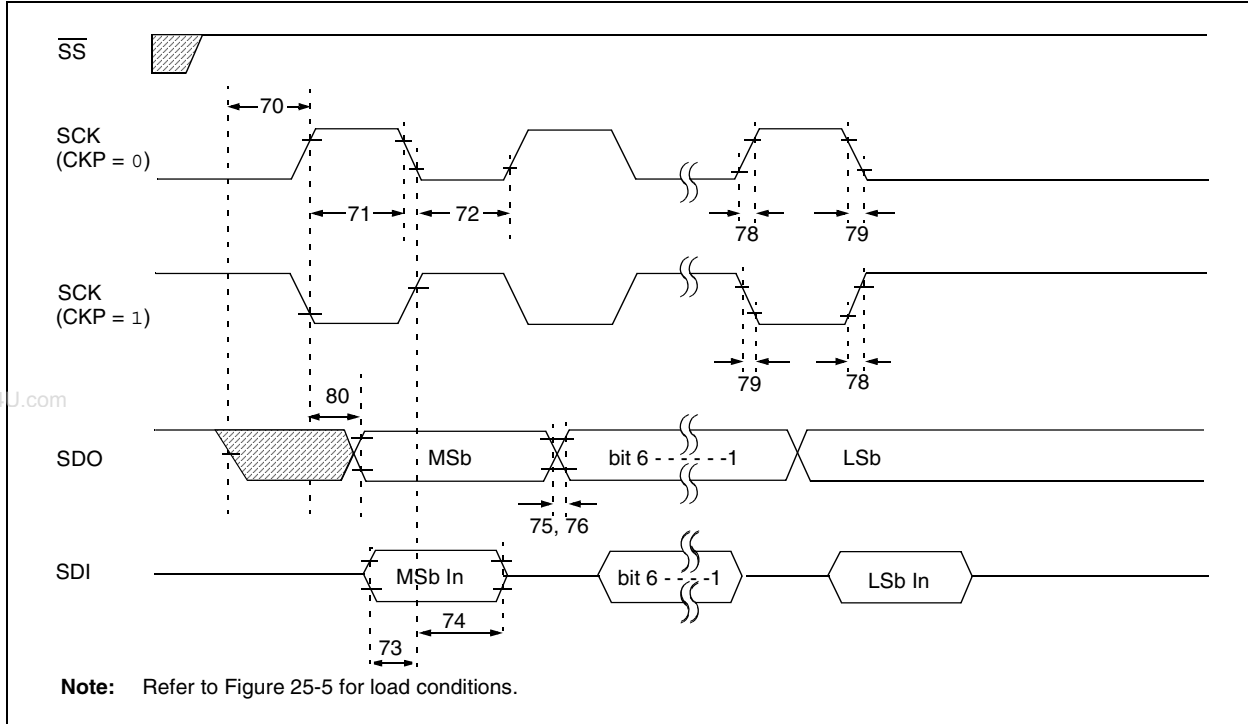 SS
70
SCK
(CKP = 0)
71
72
78
79
SCK
(CKP = 1)
79
78
80
SDO
MSb
bit 6 - - - - - -1
LSb
75, 76
SDI
MSb In
bit 6 - - - - -1
LSb In
74
73
Note: Refer to Figure 25-5 for load conditions.
4U.com